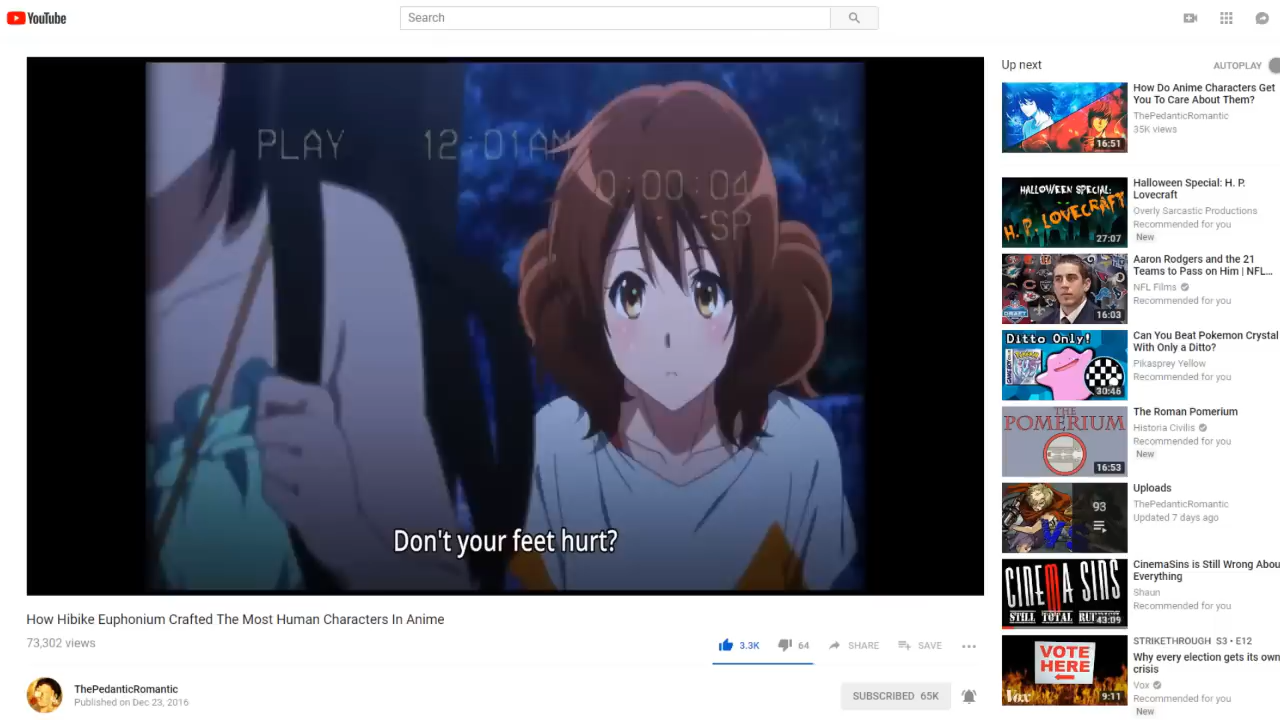 YouTube
Search
PLAY 12:01AM
0:00:04
SP
Don't your feet hurt?
How Hibike Euphonium Crafted The Most Human Characters In Anime
73,302 views
3.3K
64
SHARE
SAVE
ThePedanticRomantic
Published on Dec 23, 2016
SUBSCRIBED 65K
Up next
AUTOPLAY
16:51
How Do Anime Characters Get
You To Care About Them?
ThePedanticRomantic
35K views
HALLOWEEN SPECIAL:
H. P. LOVECRAFT
27:07
Halloween Special: H. P.
Lovecraft
Overly Sarcastic Productions
Recommended for you
New
DRAFT
16:03
Aaron Rodgers and the 21
Teams to Pass on Him | NFL...
NFL Films
Recommended for you
Ditto Only!
30:46
Can You Beat Pokemon Crystal
With Only a Ditto?
Pikasprey Yellow
Recommended for you
THE
POMERIUM
16:53
The Roman Pomerium
Historia Civilis
Recommended for you
New
93
Uploads
ThePedanticRomantic
Updated 7 days ago
CINEMA SINS
STILL TOTAL
43:09
CinemaSins is Still Wrong Abou
Everything
Shaun
Recommended for you
VOTE
HERE
Vox
9:11
STRIKETHROUGH S3 • E12
Why every election gets its own
crisis
Vox
Recommended for you
New